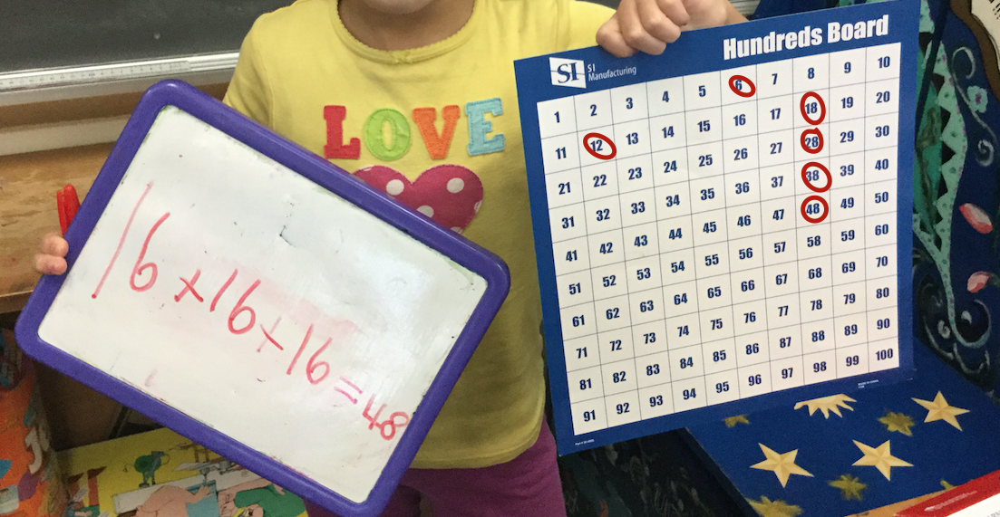 16 + 16 + 16 = 48
LOVE
SI
SI
Manufacturing
Hundreds Board
1 2 3 4 5 6 7 8 9 10
11 12 13 14 15 16 17 18 19 20
21 22 23 24 25 26 27 28 29 30
31 32 33 34 35 36 37 38 39 40
41 42 43 44 45 46 47 48 49 50
51 52 53 54 55 56 57 58 59 60
61 62 63 64 65 66 67 68 69 70
71 72 73 74 75 76 77 78 79 80
81 82 83 84 85 86 87 88 89 90
91 92 93 94 95 96 97 98 99 100